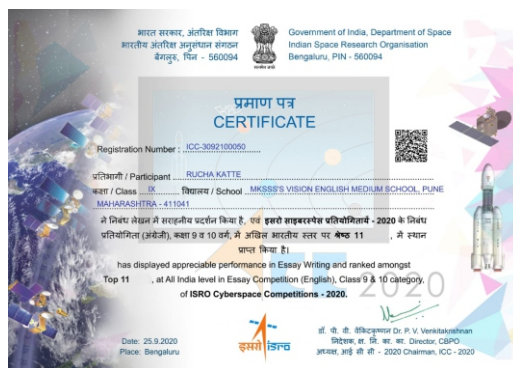 भारत सरकार, अंतरिक्ष विभाग
भारतीय अंतरिक्ष अनुसंधान संगठन
बेंगलुरु, पिन - 560094
Government of India, Department of Space
Indian Space Research Organisation
Bengaluru, PIN - 560094
प्रमाण पत्र
CERTIFICATE
Registration Number : ICC-3092100050
प्रतिभागी / Participant RUCHA KATTE
कक्षा / Class IX विद्यालय / School MKSSS'S VISION ENGLISH MEDIUM SCHOOL, PUNE
MAHARASHTRA - 411041
ने निबंध लेखन में सराहनीय प्रदर्शन किया है, एवं इसरो साइबरस्पेस प्रतियोगितायें - 2020 के निबंध
प्रतियोगिता (अंग्रेजी), कक्षा 9 व 10 वर्ग, में अखिल भारतीय स्तर पर श्रेष्ठ 11 , में स्थान
प्राप्त किया है।
has displayed appreciable performance in Essay Writing and ranked amongst
Top 11 , at All India level in Essay Competition (English), Class 9 & 10 category,
of ISRO Cyberspace Competitions - 2020.
2020
Date: 25.9.2020
Place: Bengaluru
इसरो isro
डॉ. पी. वी. वेंकिटकृष्णन Dr. P. V. Venkitakrishnan
निदेशक, क्ष. नि. का. का. Director, CBPO
अध्यक्ष, आई सी सी - 2020 Chairman, ICC - 2020